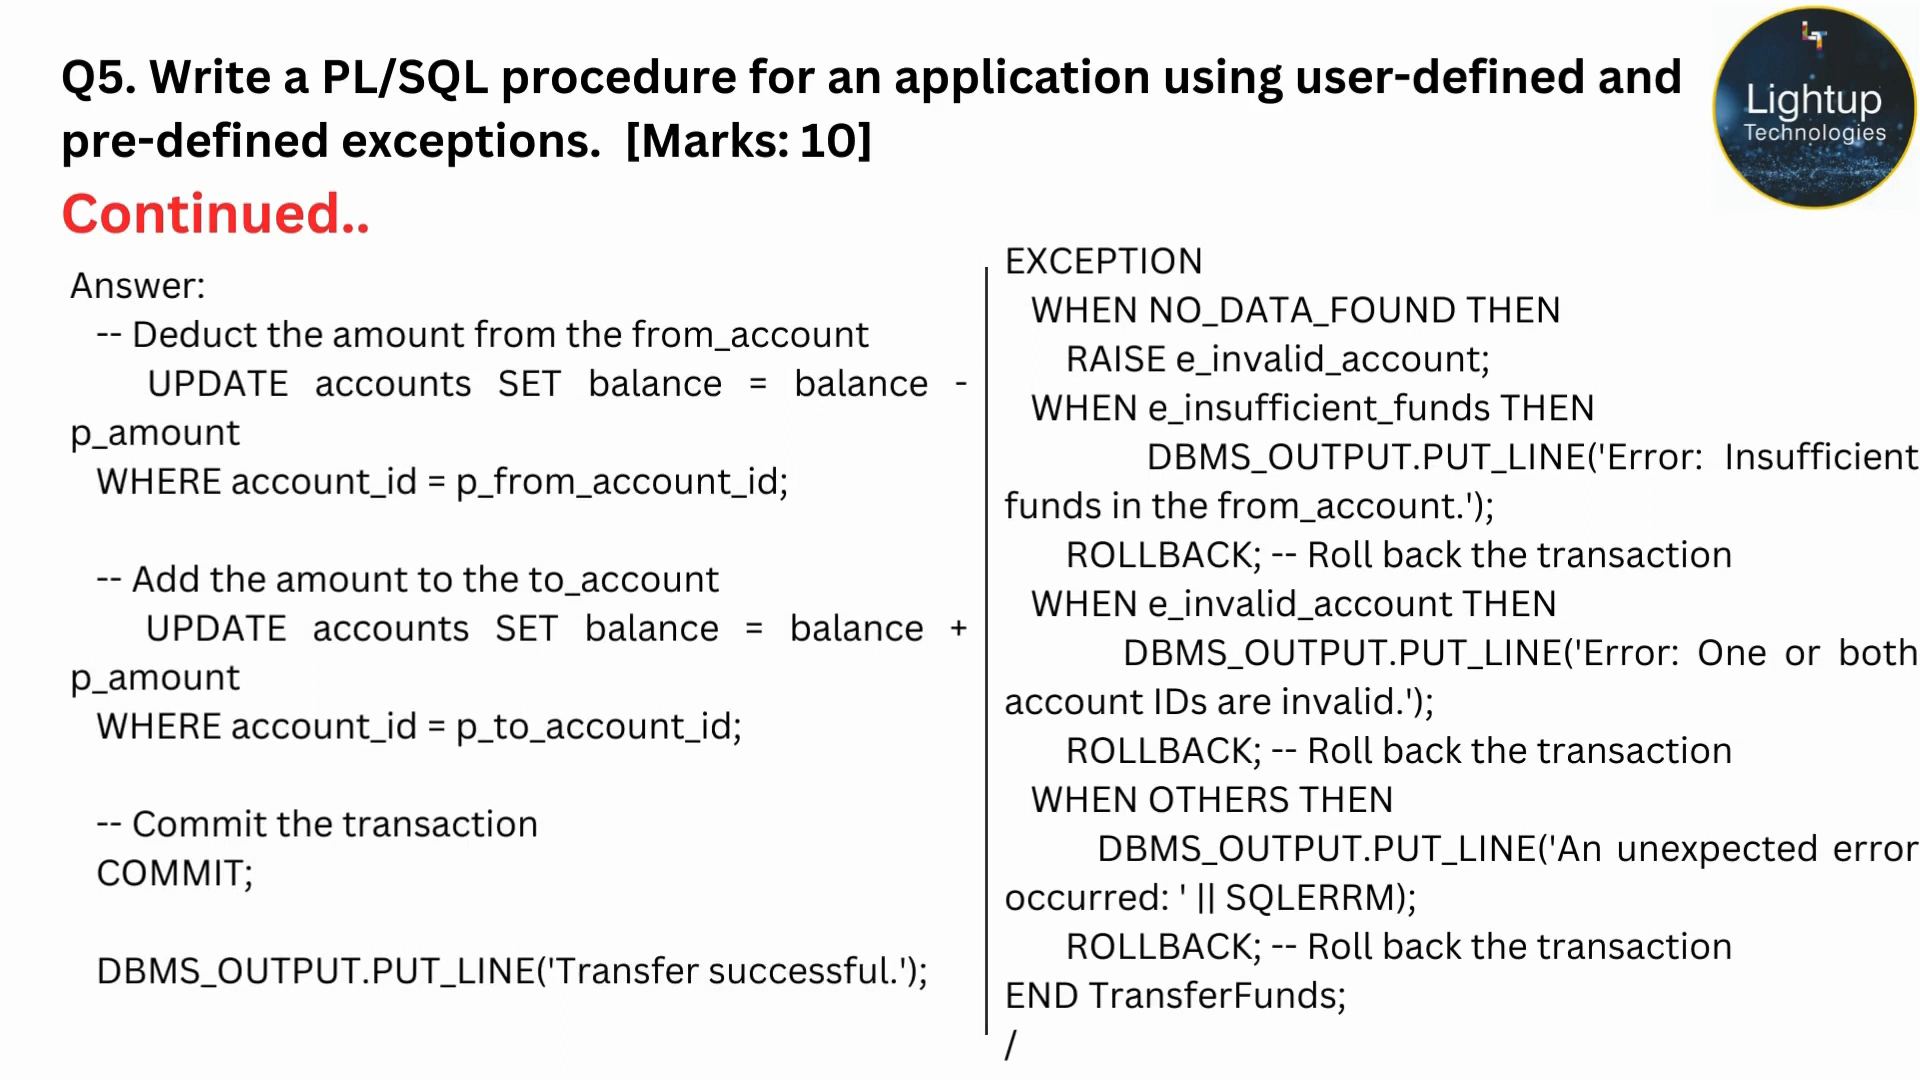 Q5. Write a PL/SQL procedure for an application using user-defined and
pre-defined exceptions. [Marks: 10]
Continued..
LT
Lightup
Technologies
Answer:
-- Deduct the amount from the from_account
UPDATE accounts SET balance = balance -
p_amount
WHERE account_id = p_from_account_id;
-- Add the amount to the to_account
UPDATE accounts SET balance = balance +
p_amount
WHERE account_id = p_to_account_id;
-- Commit the transaction
COMMIT;
DBMS_OUTPUT.PUT_LINE('Transfer successful.');
EXCEPTION
WHEN NO_DATA_FOUND THEN
RAISE e_invalid_account;
WHEN e_insufficient_funds THEN
DBMS_OUTPUT.PUT_LINE('Error: Insufficient
funds in the from_account.');
ROLLBACK; -- Roll back the transaction
WHEN e_invalid_account THEN
DBMS_OUTPUT.PUT_LINE('Error: One or both
account IDs are invalid.');
ROLLBACK; -- Roll back the transaction
WHEN OTHERS THEN
DBMS_OUTPUT.PUT_LINE('An unexpected error
occurred: ' || SQLERRM);
ROLLBACK; -- Roll back the transaction
END TransferFunds;
/